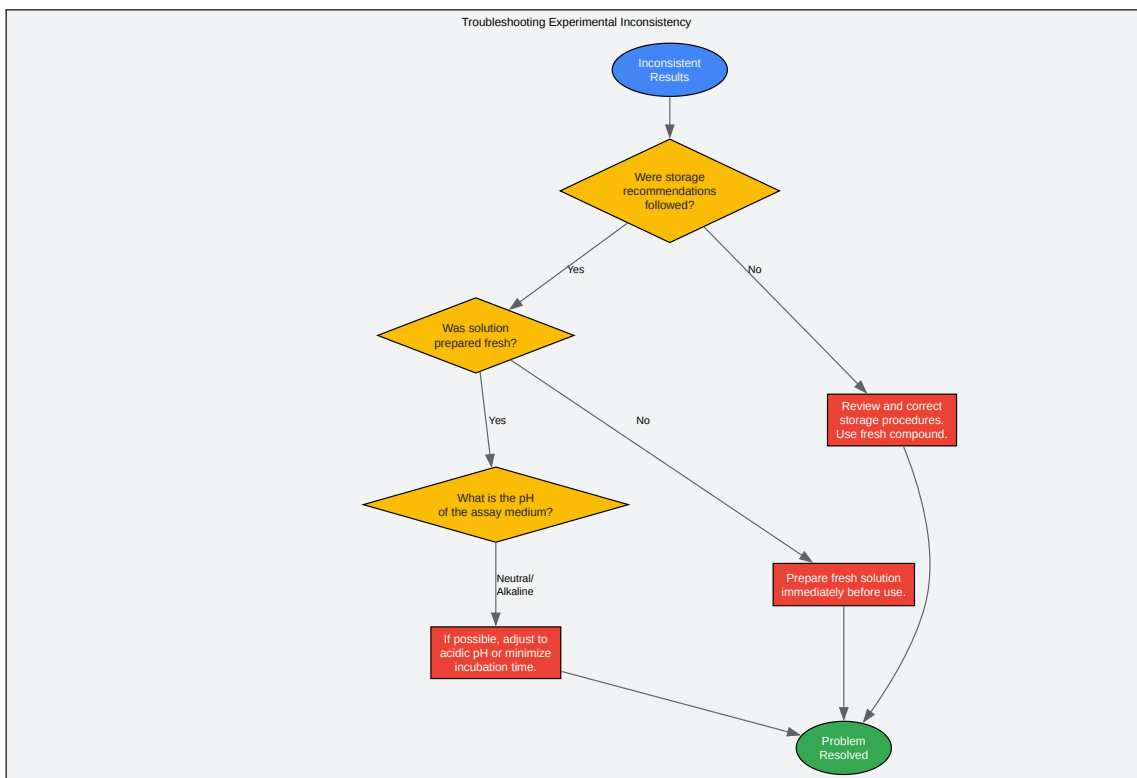 Troubleshooting Experimental Inconsistency
Inconsistent
Results
Were storage
recommendations
followed?
Yes
No
Was solution
prepared fresh?
Review and correct
storage procedures.
Use fresh compound.
Yes
No
What is the pH
of the assay medium?
Neutral/
Alkaline
Prepare fresh solution
immediately before use.
If possible, adjust to
acidic pH or minimize
incubation time.
Problem
Resolved